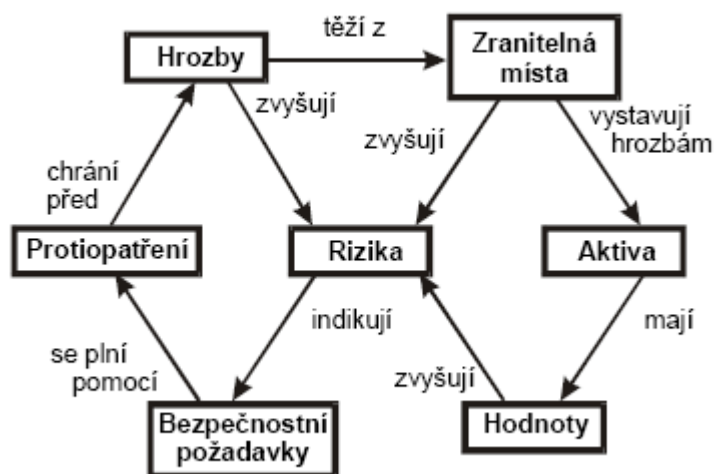 těží z
Hrozby
Zranitelná
místa
zvyšují
zvyšují
vystavují
hrozbám
chrání
před
Protiopatření
Rizika
Aktiva
indikují
mají
se plní
pomocí
zvyšují
Bezpečnostní
požadavky
Hodnoty